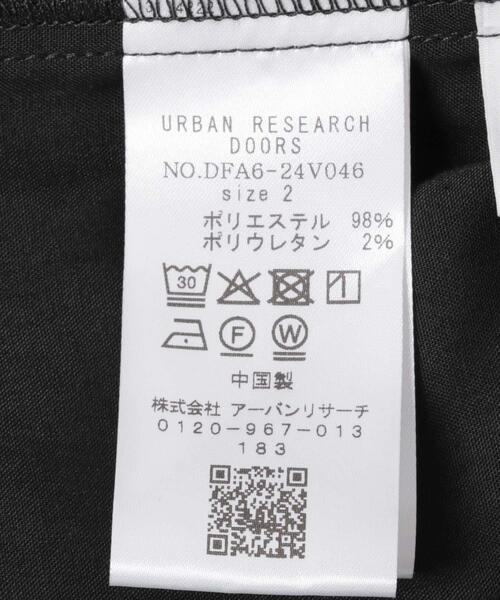 URBAN RESEARCH
DOORS
NO.DFA6-24V046
size 2
ポリエステル 98%
ポリウレタン 2%
30
F W
中国製
株式会社 アーバンリサーチ
0120-967-013
183